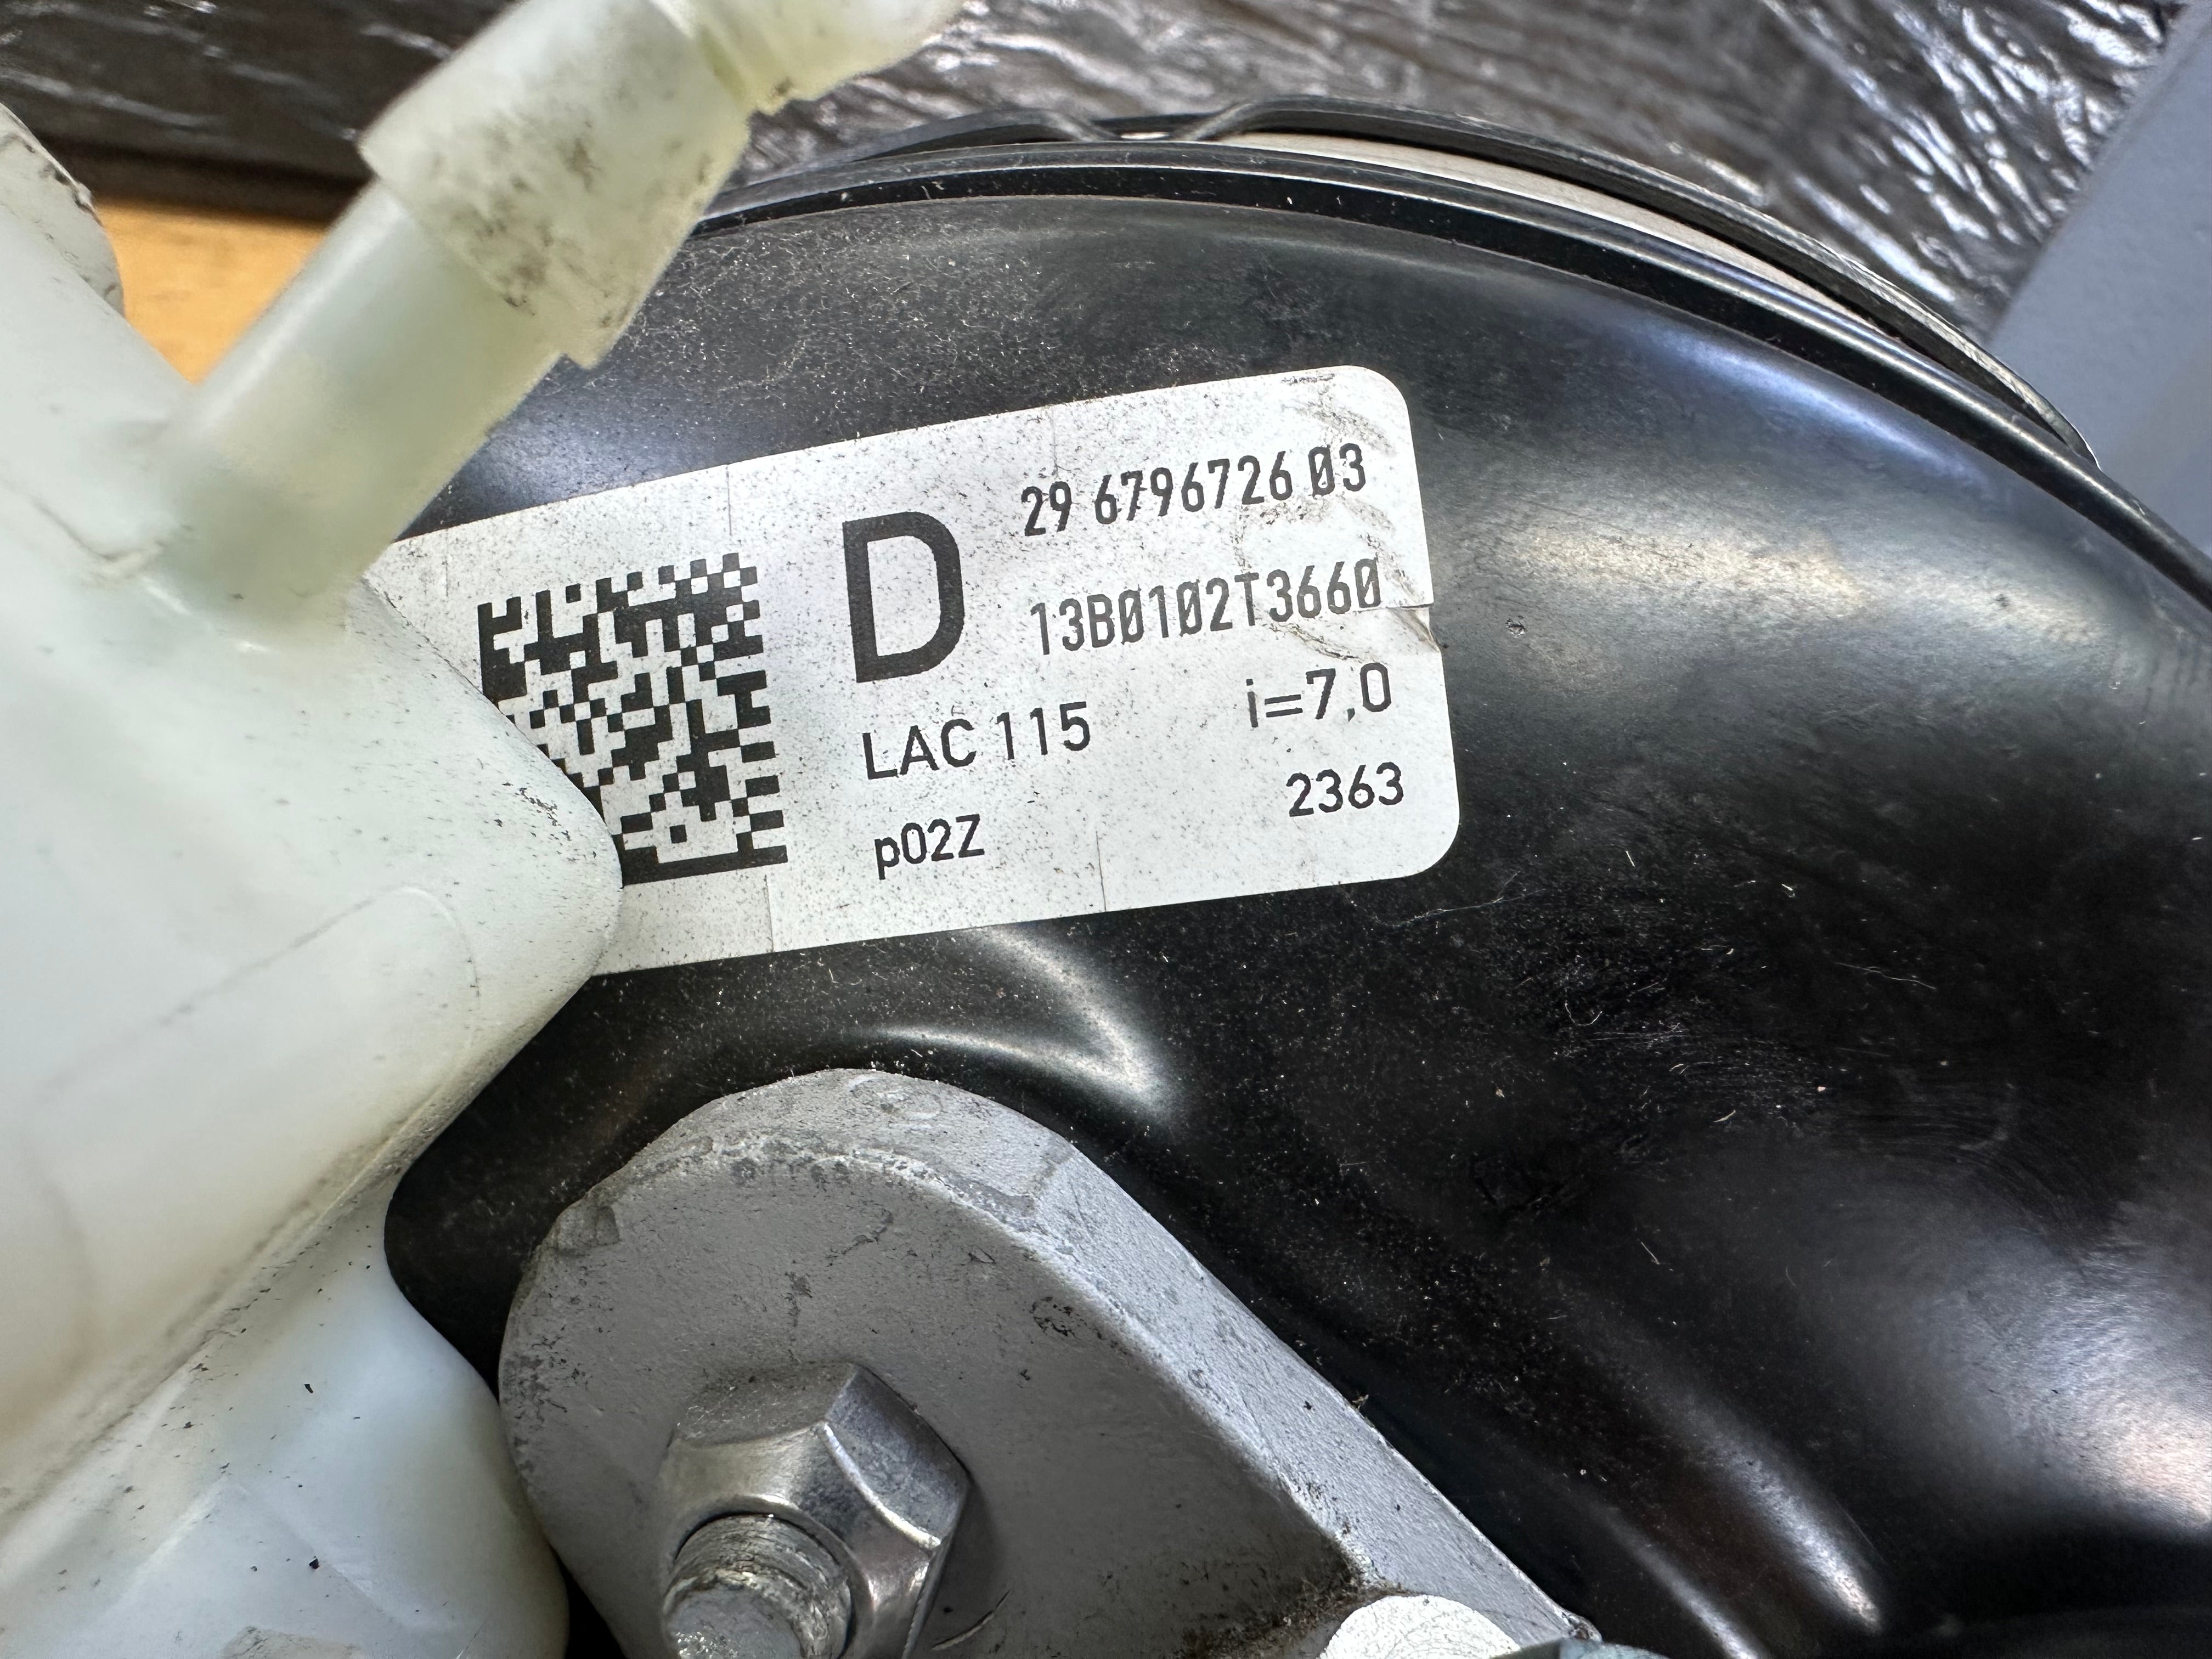 D
29 6796726 03
13B0102T3660
LAC 115
i=7,0
p02Z
2363